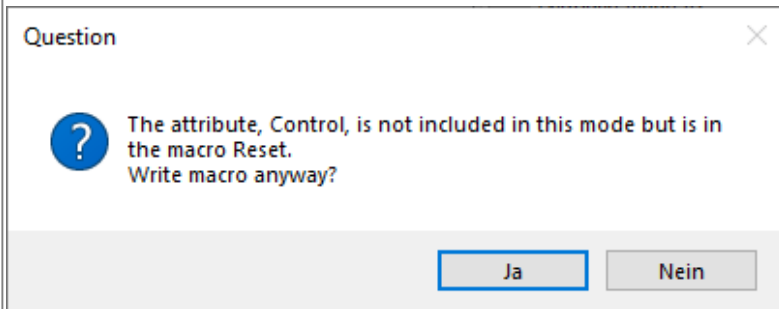 Question
The attribute, Control, is not included in this mode but is in
the macro Reset.
Write macro anyway?
Ja
Nein